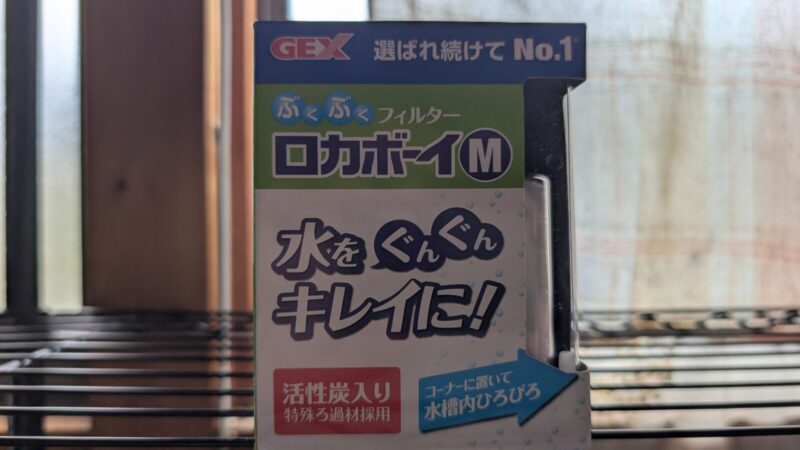 GEX 選ばれ続けて No.1
ぶくぶくフィルター
ロカボーイ M
水をぐんぐん
キレイに!
活性炭入り
特殊ろ過材採用
コーナーに置いて
水槽内ひろびろ